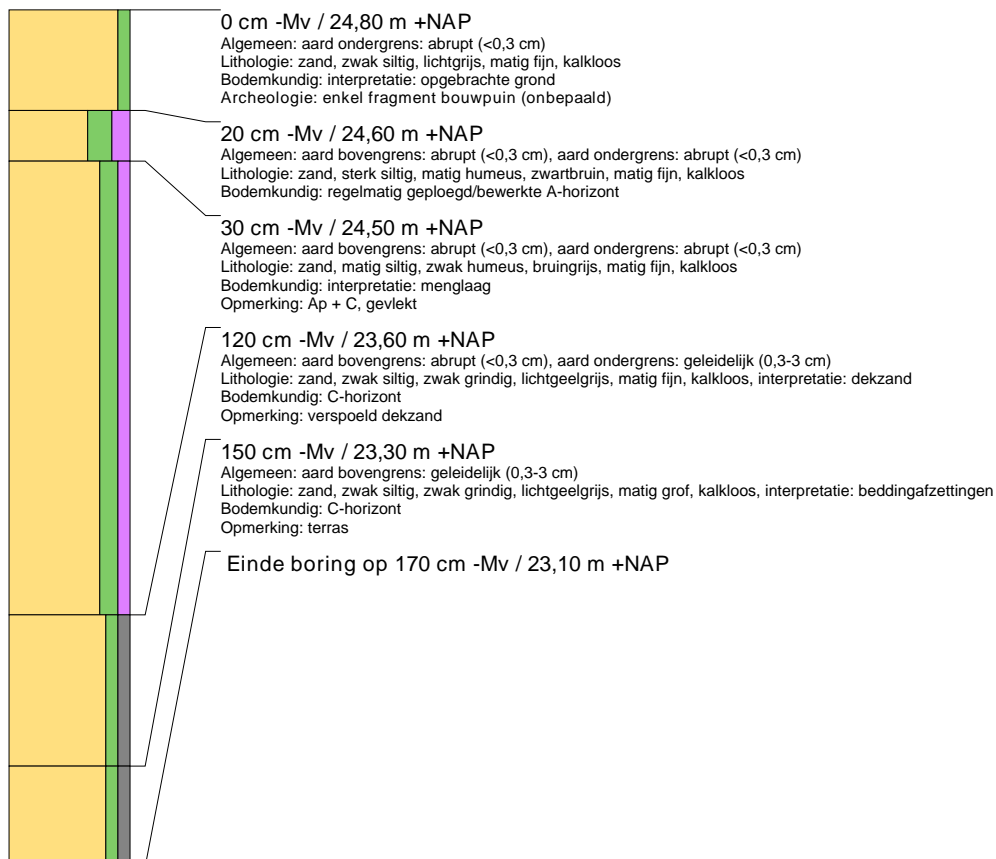 0 cm -Mv / 24,80 m +NAP
Algemeen: aard ondergrens: abrupt (<0,3 cm)
Lithologie: zand, zwak siltig, lichtgrijs, matig fijn, kalkloos
Bodemkundig: interpretatie: opgebrachte grond
Archeologie: enkel fragment bouwpuin (onbepaald)
20 cm -Mv / 24,60 m +NAP
Algemeen: aard bovengrens: abrupt (<0,3 cm), aard ondergrens: abrupt (<0,3 cm)
Lithologie: zand, sterk siltig, matig humeus, zwartbruin, matig fijn, kalkloos
Bodemkundig: regelmatig geploegd/bewerkte A-horizont
30 cm -Mv / 24,50 m +NAP
Algemeen: aard bovengrens: abrupt (<0,3 cm), aard ondergrens: abrupt (<0,3 cm)
Lithologie: zand, matig siltig, zwak humeus, bruingrijs, matig fijn, kalkloos
Bodemkundig: interpretatie: menglaag
Opmerking: Ap + C, gevlekt
120 cm -Mv / 23,60 m +NAP
Algemeen: aard bovengrens: abrupt (<0,3 cm), aard ondergrens: geleidelijk (0,3-3 cm)
Lithologie: zand, zwak siltig, zwak grindig, lichtgeelgrijs, matig fijn, kalkloos, interpretatie: dekzand
Bodemkundig: C-horizont
Opmerking: verspoeld dekzand
150 cm -Mv / 23,30 m +NAP
Algemeen: aard bovengrens: geleidelijk (0,3-3 cm)
Lithologie: zand, zwak siltig, zwak grindig, lichtgeelgrijs, matig grof, kalkloos, interpretatie: beddingafzettingen
Bodemkundig: C-horizont
Opmerking: terras
Einde boring op 170 cm -Mv / 23,10 m +NAP